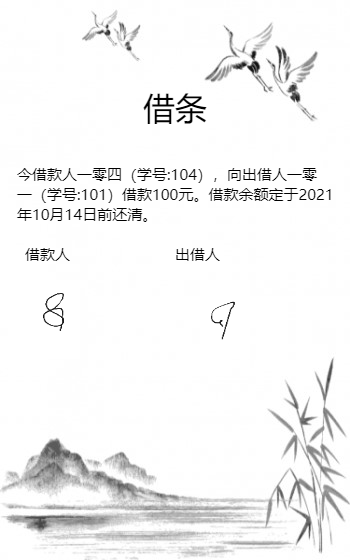 借条
今借款人一零四（学号:104），向出借人一零
一（学号:101）借款100元。借款余额定于2021
年10月14日前还清。
借款人 出借人